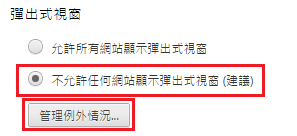 彈出式視窗
允許所有網站顯示彈出式視窗
不允許任何網站顯示彈出式視窗 (建議)
管理例外情況...